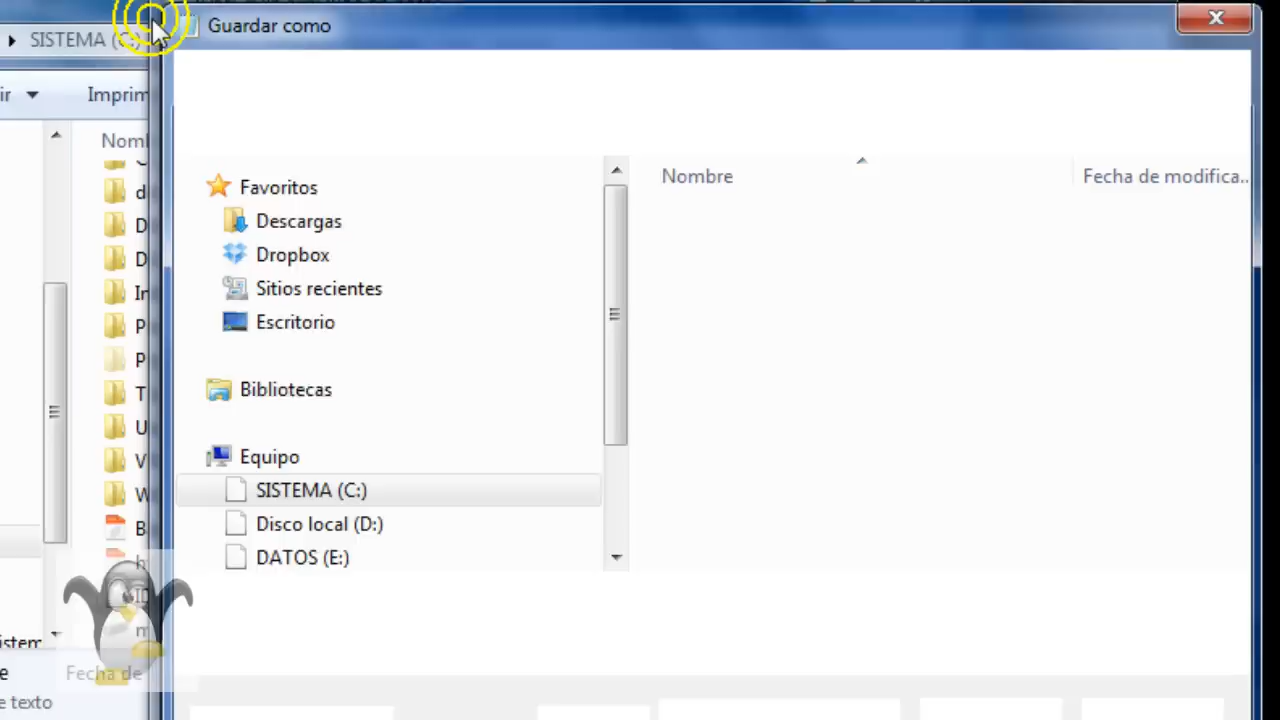 Guardar como
SISTEMA (C:)
Imprim
Nombre
Fecha de modifica...
Favoritos
Descargas
Dropbox
Sitios recientes
Escritorio
Bibliotecas
Equipo
SISTEMA (C:)
Disco local (D:)
DATOS (E:)
Fecha de
e texto